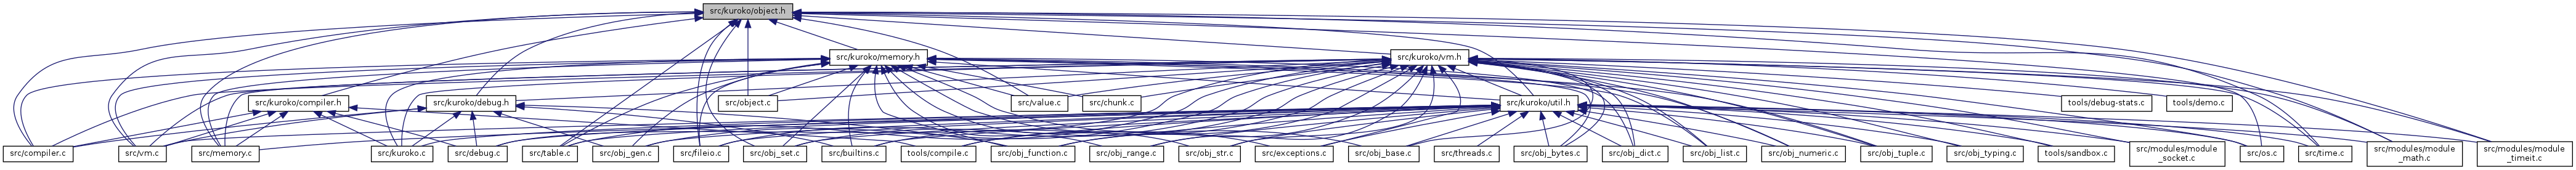 src/kuroko/object.h
src/kuroko/memory.h
src/kuroko/vm.h
src/kuroko/compiler.h
src/kuroko/debug.h
src/object.c
src/value.c
src/chunk.c
src/kuroko/util.h
tools/debug-stats.c
tools/demo.c
src/compiler.c
src/vm.c
src/memory.c
src/kuroko.c
src/debug.c
src/table.c
src/obj_gen.c
src/fileio.c
src/obj_set.c
src/builtins.c
tools/compile.c
src/obj_function.c
src/obj_range.c
src/obj_str.c
src/exceptions.c
src/obj_base.c
src/threads.c
src/obj_bytes.c
src/obj_dict.c
src/obj_list.c
src/obj_numeric.c
src/obj_tuple.c
src/obj_typing.c
tools/sandbox.c
src/modules/module
_socket.c
src/os.c
src/time.c
src/modules/module
_math.c
src/modules/module
_timeit.c